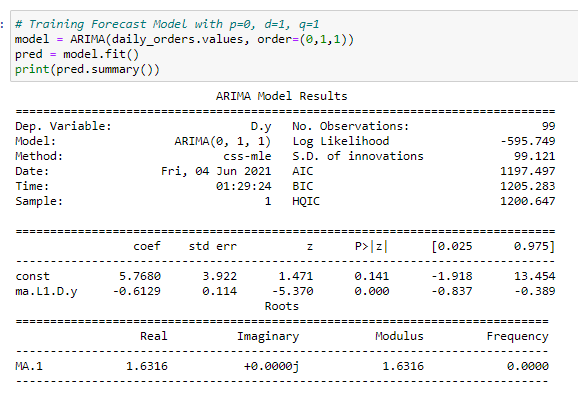 # Training Forecast Model with p=0, d=1, q=1
model = ARIMA(daily_orders.values, order=(0,1,1))
pred = model.fit()
print(pred.summary())
ARIMA Model Results
==============================================================================
Dep. Variable: D.y No. Observations: 99
Model: ARIMA(0, 1, 1) Log Likelihood -595.749
Method: css-mle S.D. of innovations 99.121
Date: Fri, 04 Jun 2021 AIC 1197.497
Time: 01:29:24 BIC 1205.283
Sample: 1 HQIC 1200.647
==============================================================================
coef std err z P>|z| [0.025 0.975]
------------------------------------------------------------------------------
const 5.7680 3.922 1.471 0.141 -1.918 13.454
ma.L1.D.y -0.6129 0.114 -5.370 0.000 -0.837 -0.389
Roots
=============================================================================
Real Imaginary Modulus Frequency
-----------------------------------------------------------------------------
MA.1 1.6316 +0.0000j 1.6316 0.0000
-----------------------------------------------------------------------------